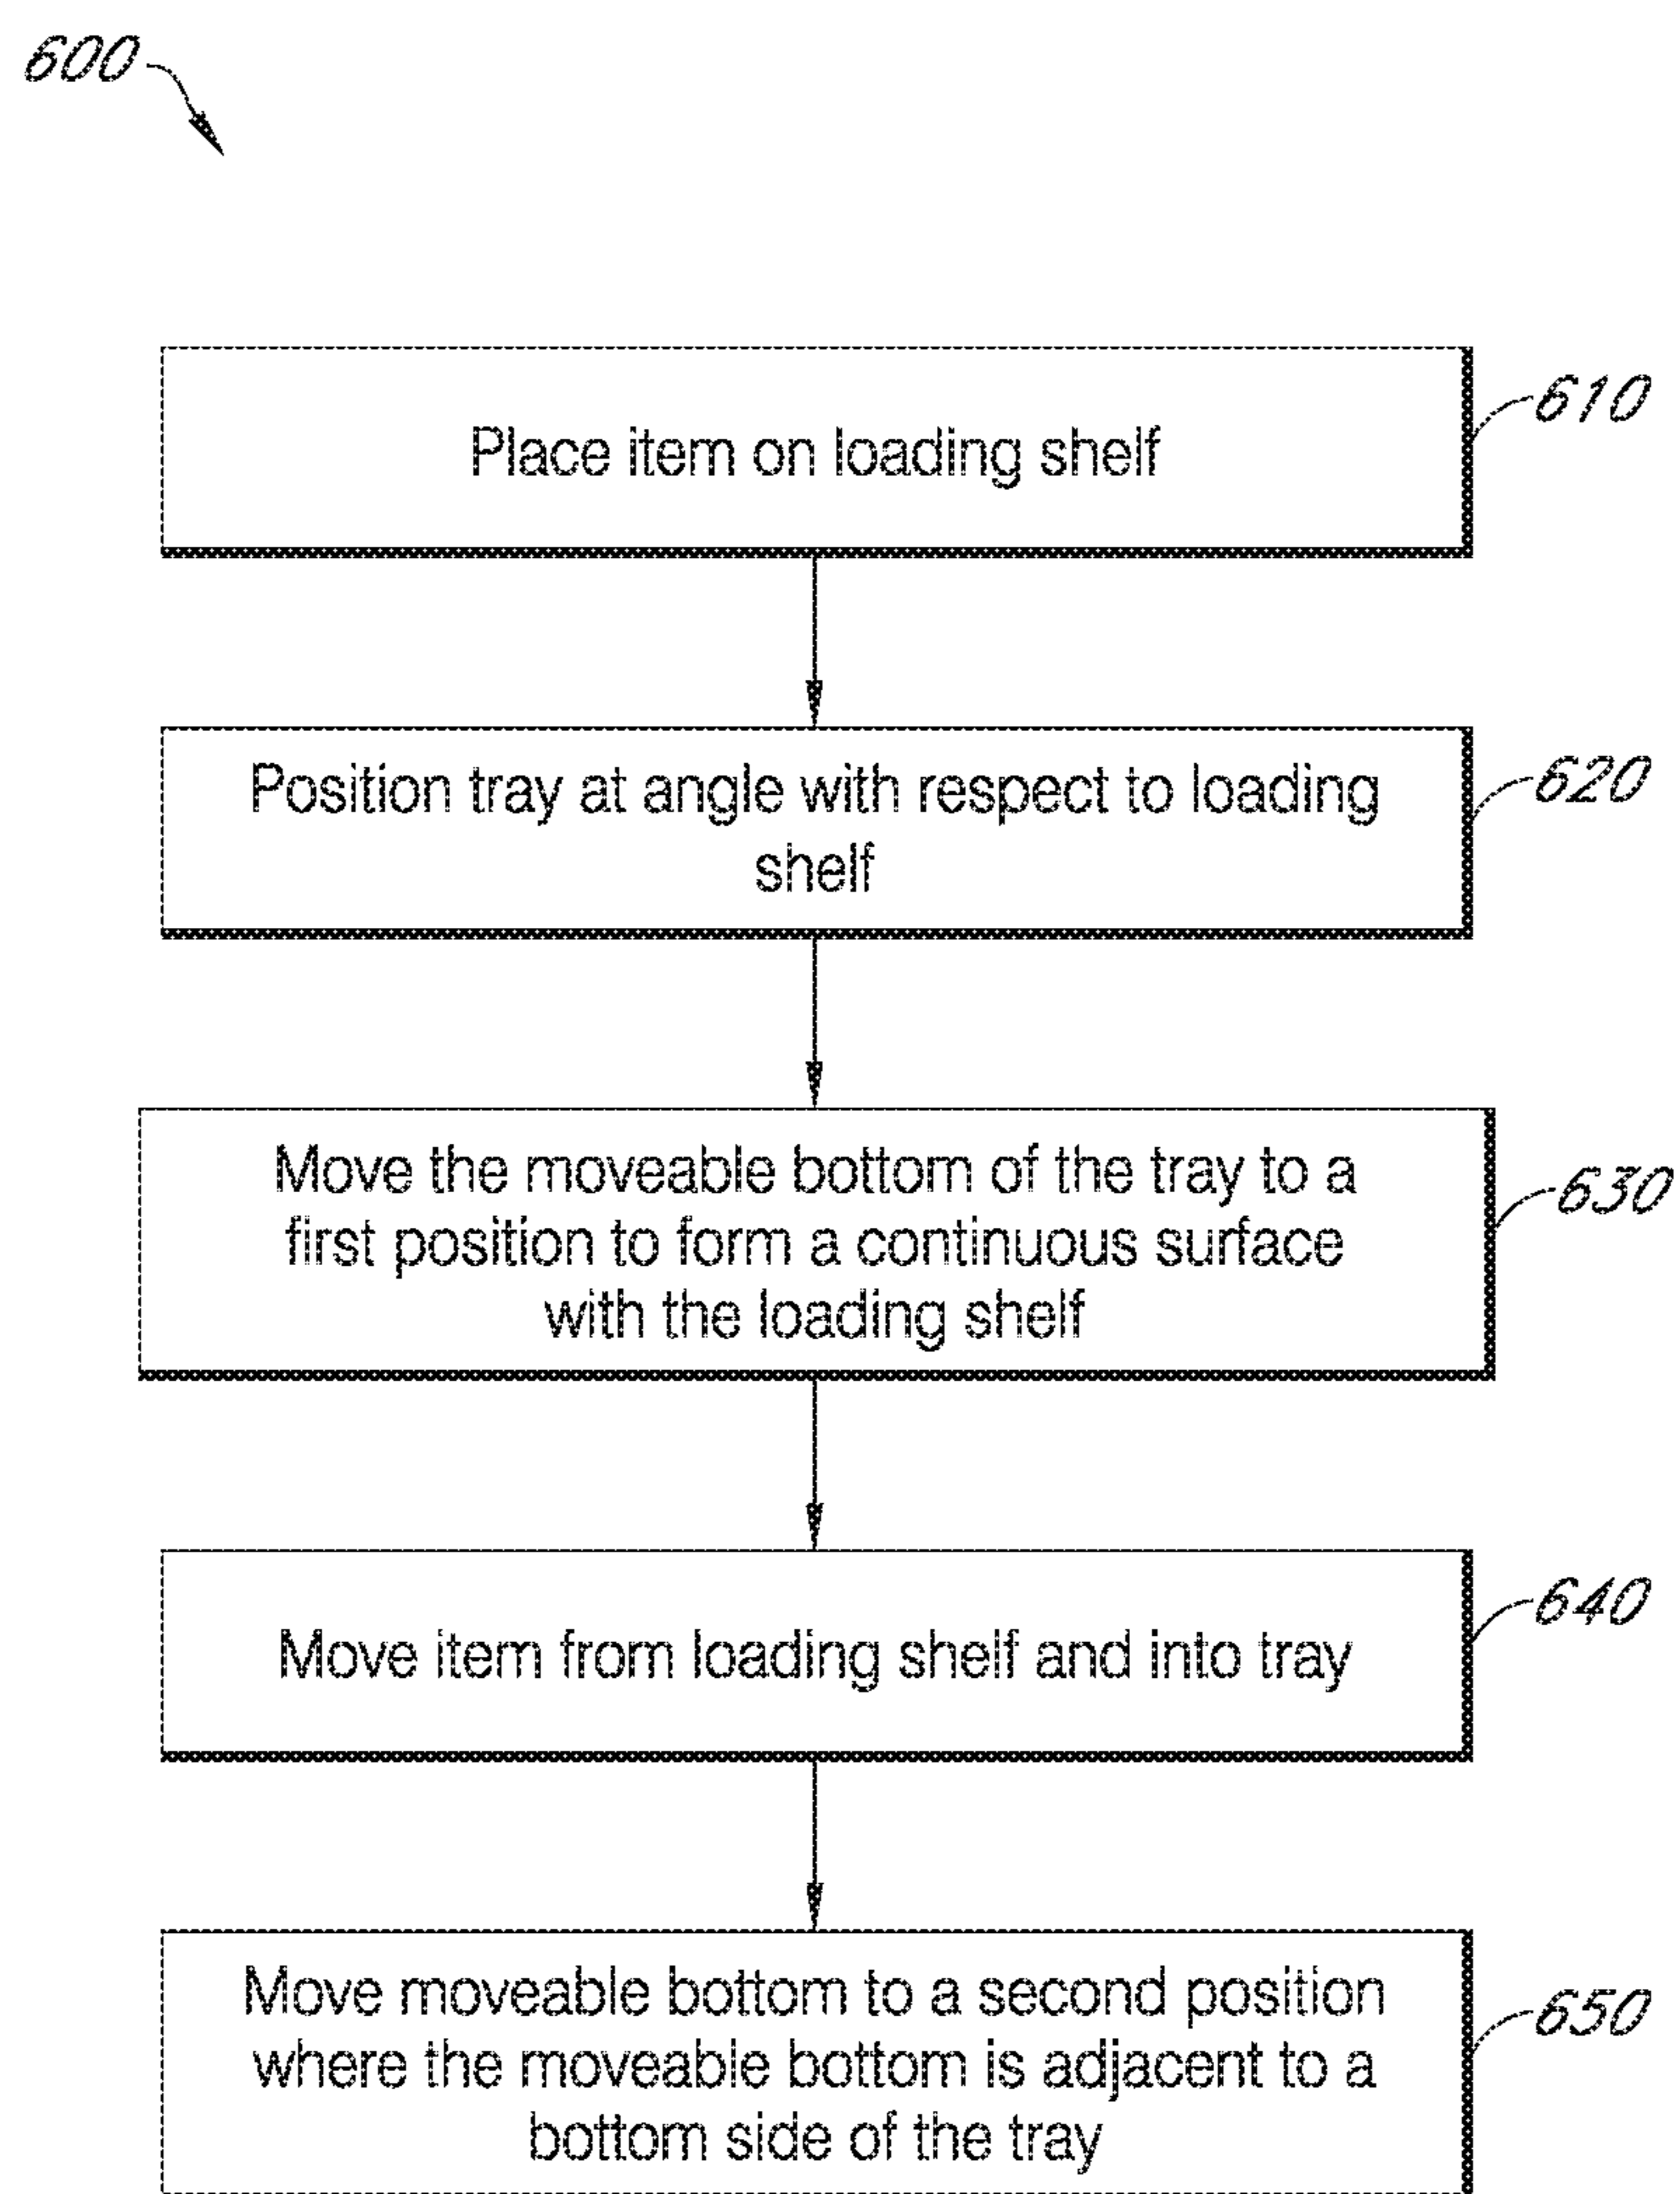 600
Place item on loading shelf
610
Position tray at angle with respect to loading
shelf
620
Move the moveable bottom of the tray to a
first position to form a continuous surface
with the loading shelf
630
Move item from loading shelf and into tray
640
Move moveable bottom to a second position
where the moveable bottom is adjacent to a
bottom side of the tray
650